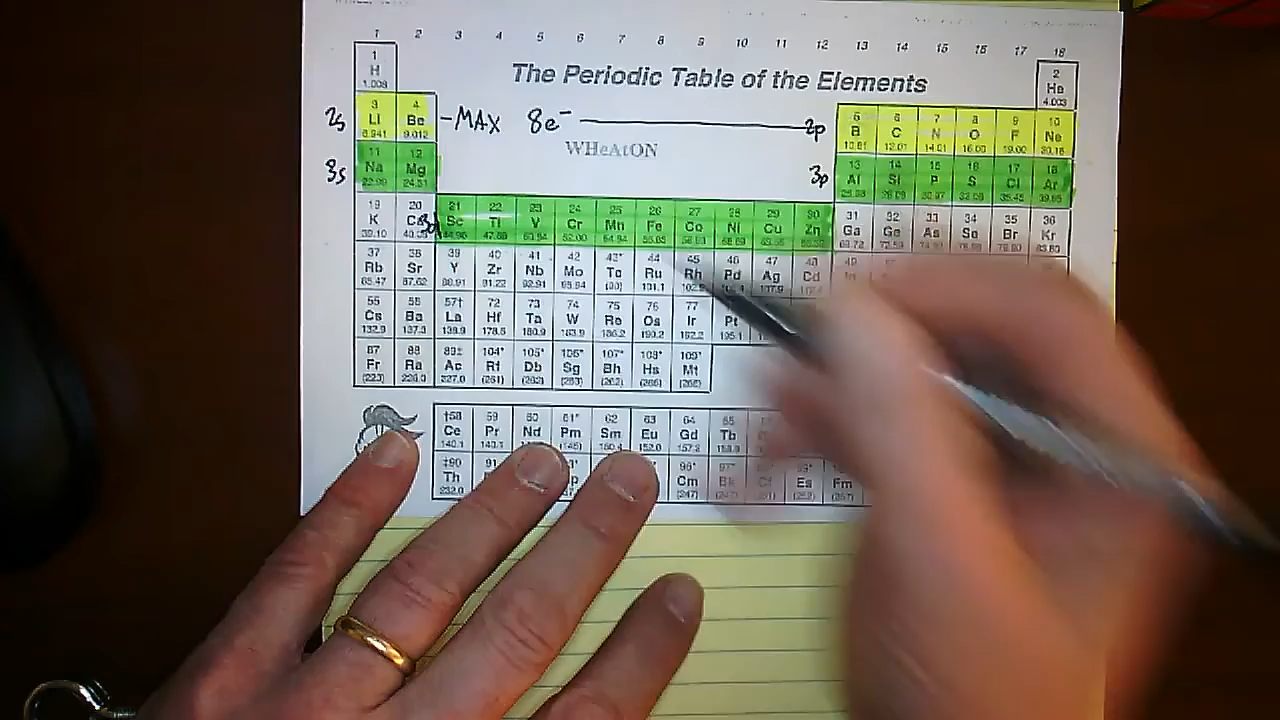 1 2 3 4 5 6 7 8 9 10 11 12 13 14 15 16 17 18
The Periodic Table of the Elements
1 2
H He
1.008 4.003
3 4 5 6 7 8 9 10
2s Li Be -MAX 8e⁻ 2p B C N O F Ne
6.941 9.012 10.81 12.01 14.01 16.00 19.00 20.18
WHeAtON
11 12 13 14 15 16 17 18
3s Na Mg 3p Al Si P S Cl Ar
22.99 24.31 26.98 28.09 30.97 32.06 35.45 39.95
19 20 21 22 23 24 25 26 27 28 29 30 31 32 33 34 35 36
K 3d Sc Ti V Cr Mn Fe Co Ni Cu Zn Ga Ge As Se Br Kr
39.10 44.96 47.88 50.94 52.00 54.94 55.85 58.93 58.69 72.59 78.96 79.90 83.80
37 38 39 40 41 42 43* 44 45 46 47 48
Rb Sr Y Zr Nb Mo Tc Ru Rh Pd Ag Cd
85.47 87.62 88.91 91.22 92.91 95.94 (98) 101.1 107.9
55 56 57† 72 73 74 75 76 77
Cs Ba La Hf Ta W Re Os Ir Pt
132.9 137.3 138.9 178.5 180.9 183.9 186.2 190.2 192.2 195.1
87 88 89‡ 104* 105* 106* 107* 108* 109*
Fr Ra Ac Rf Db Sg Bh Hs Mt
(223) 226.0 227.0 (261) (262) (263) (262) (265) (266)
†58 59 60 61* 62 63 64 65
Ce Pr Nd Pm Sm Eu Gd Tb
140.1 140.9 (145) 150.4 152.0 157.2 158.9
‡90 91 96* 97*
Th Cm Bk Cf Es Fm
232.0 (247) (247) (251) (252) (257)